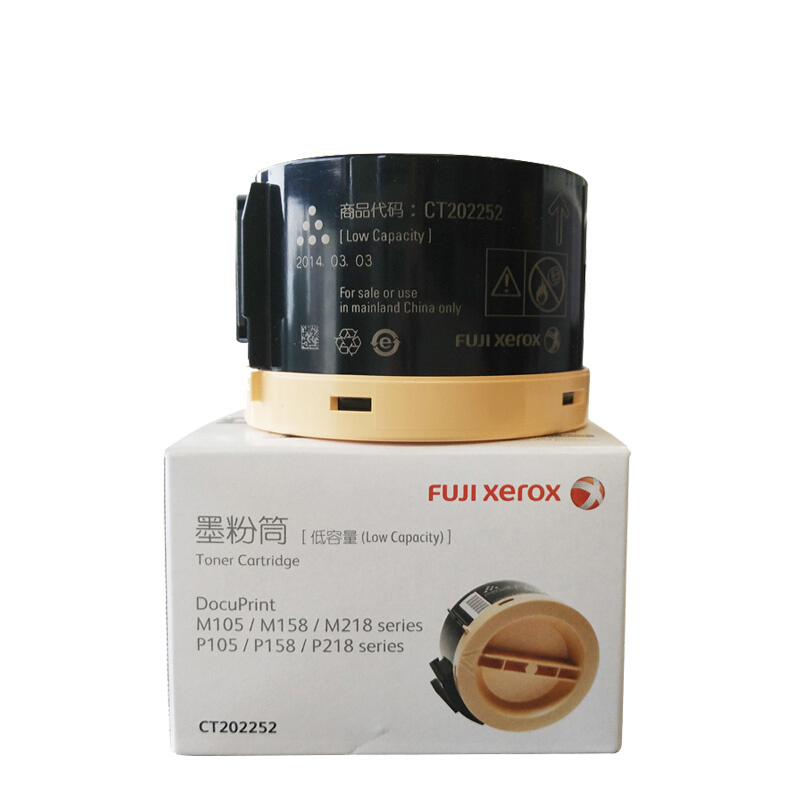 商品代码：CT202252
[ Low Capacity ]
2014. 03. 03
For sale or use
in mainland China only
FUJI xerox
FUJI xerox
墨粉筒 [ 低容量 (Low Capacity) ]
Toner Cartridge
DocuPrint
M105 / M158 / M218 series
P105 / P158 / P218 series
CT202252